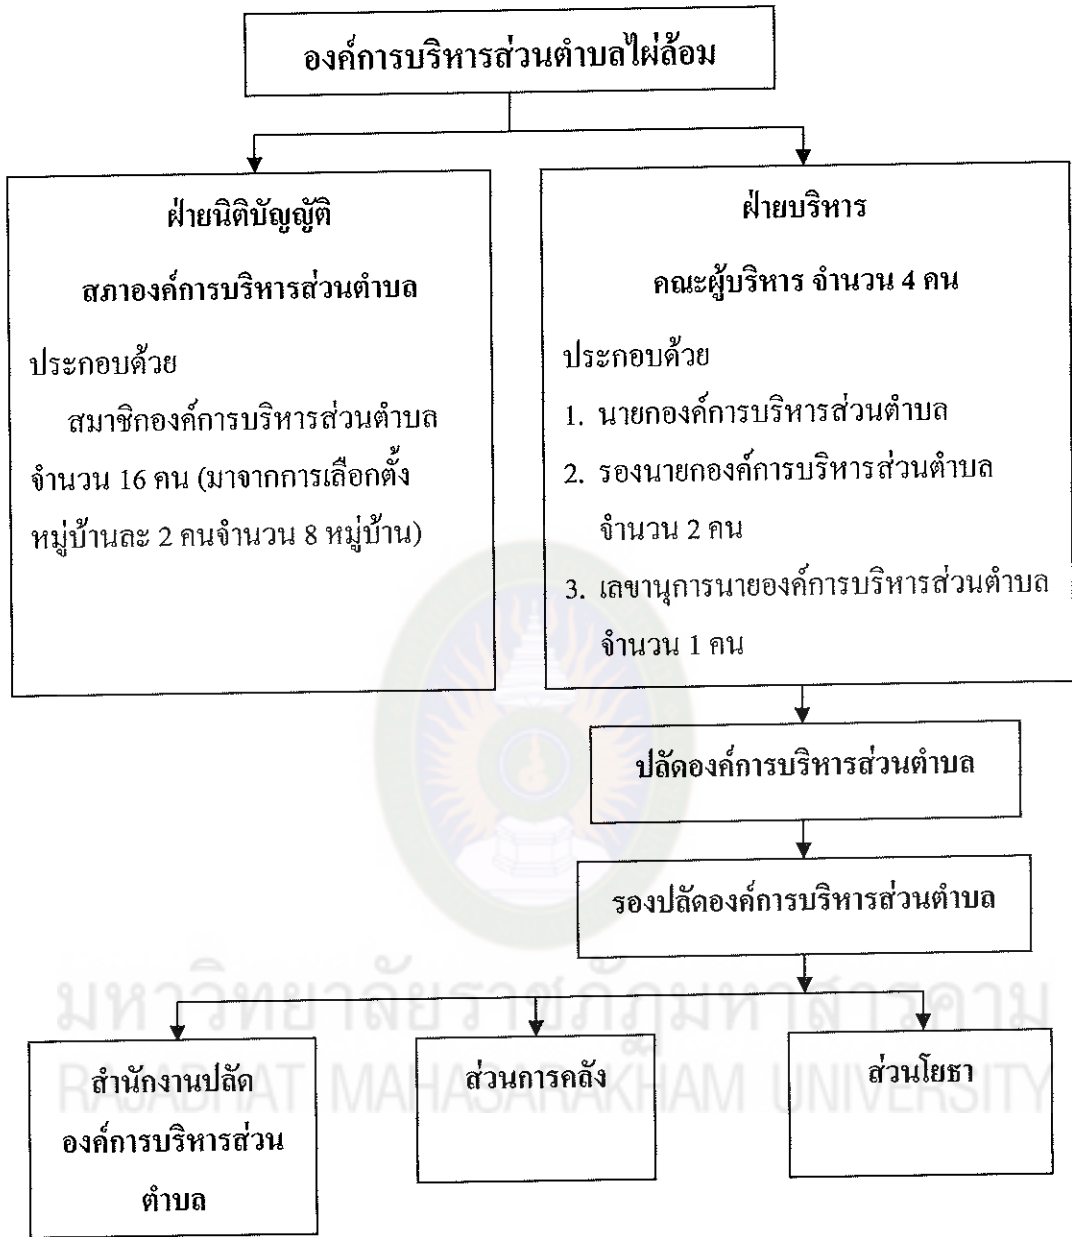 องค์การบริหารส่วนตำบลไผ่ล้อม
ฝ่ายนิติบัญญัติ
สภาองค์การบริหารส่วนตำบล
ประกอบด้วย
สมาชิกองค์การบริหารส่วนตำบล
จำนวน 16 คน (มาจากการเลือกตั้ง
หมู่บ้านละ 2 คนจำนวน 8 หมู่บ้าน)
ฝ่ายบริหาร
คณะผู้บริหาร จำนวน 4 คน
ประกอบด้วย
1. นายกองค์การบริหารส่วนตำบล
2. รองนายกองค์การบริหารส่วนตำบล
จำนวน 2 คน
3. เลขานุการนายองค์การบริหารส่วนตำบล
จำนวน 1 คน
ปลัดองค์การบริหารส่วนตำบล
รองปลัดองค์การบริหารส่วนตำบล
มหาวิทยาลัยราชภัฏมหาสารคาม
RAJABHAT MAHASARAKHAM UNIVERSITY
สำนักงานปลัด
องค์การบริหารส่วน
ตำบล
ส่วนการคลัง
ส่วนโยธา